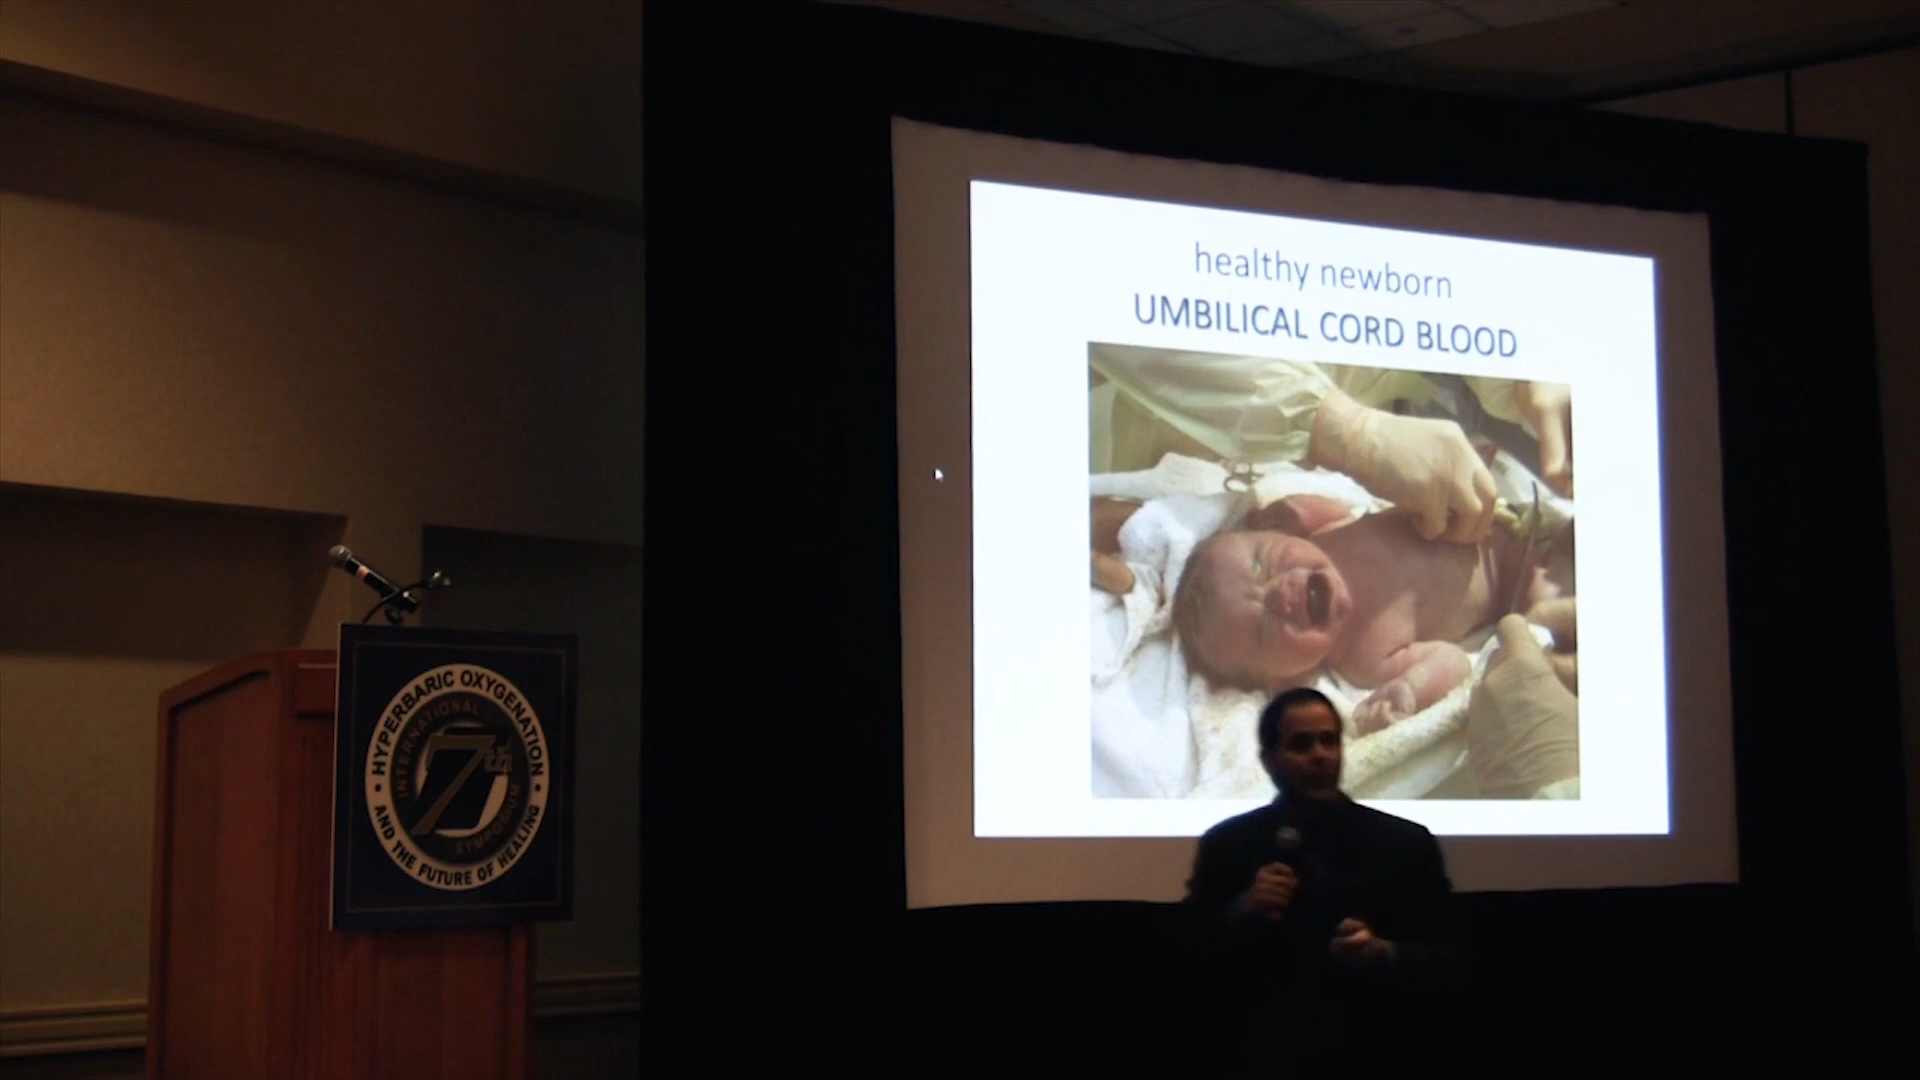 healthy newborn
UMBILICAL CORD BLOOD
HYPERBARIC OXYGENATION
INTERNATIONAL
7th
SYMPOSIUM
AND THE FUTURE OF HEALING